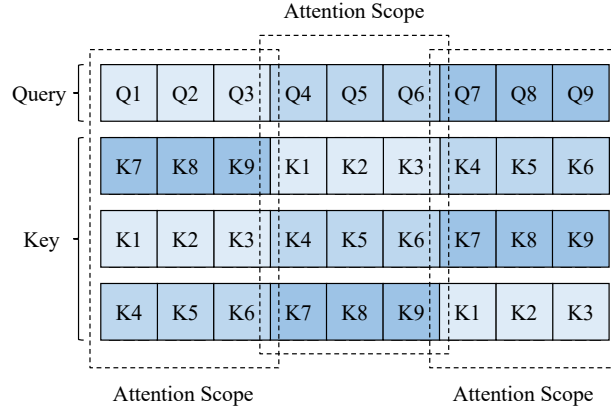 Attention Scope
Query Q1 Q2 Q3 Q4 Q5 Q6 Q7 Q8 Q9
K7 K8 K9 K1 K2 K3 K4 K5 K6
Key K1 K2 K3 K4 K5 K6 K7 K8 K9
K4 K5 K6 K7 K8 K9 K1 K2 K3
Attention Scope Attention Scope